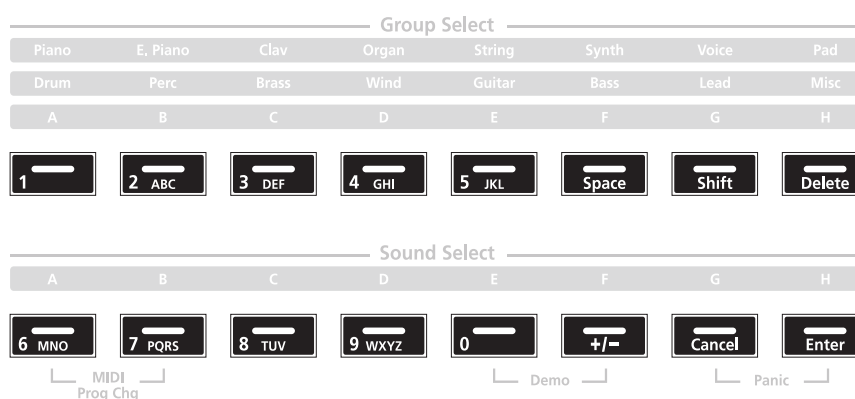 Group Select
Piano E. Piano Clav Organ String Synth Voice Pad
Drum Perc Brass Wind Guitar Bass Lead Misc
A B C D E F G H
1 2 ABC 3 DEF 4 GHI 5 JKL Space Shift Delete
Sound Select
A B C D E F G H
6 MNO 7 PQRS 8 TUV 9 WXYZ 0 +/− Cancel Enter
MIDI Demo Panic
Prog Chg